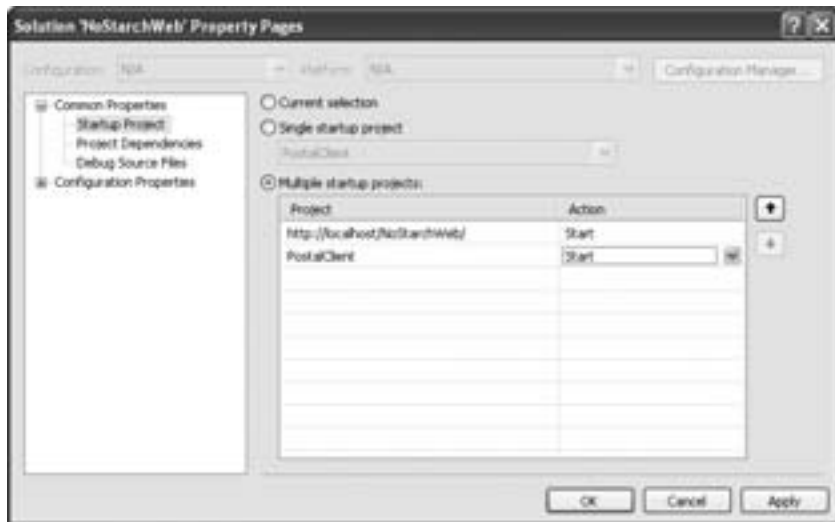 Solution 'NoStarchWeb' Property Pages
Configuration: N/A Platform: N/A Configuration Manager...
Common Properties
Startup Project
Project Dependencies
Debug Source Files
Configuration Properties
Current selection
Single startup project
PostalClient
Multiple startup projects:
Project Action
http://localhost/NoStarchWeb/ Start
PostalClient Start
OK Cancel Apply